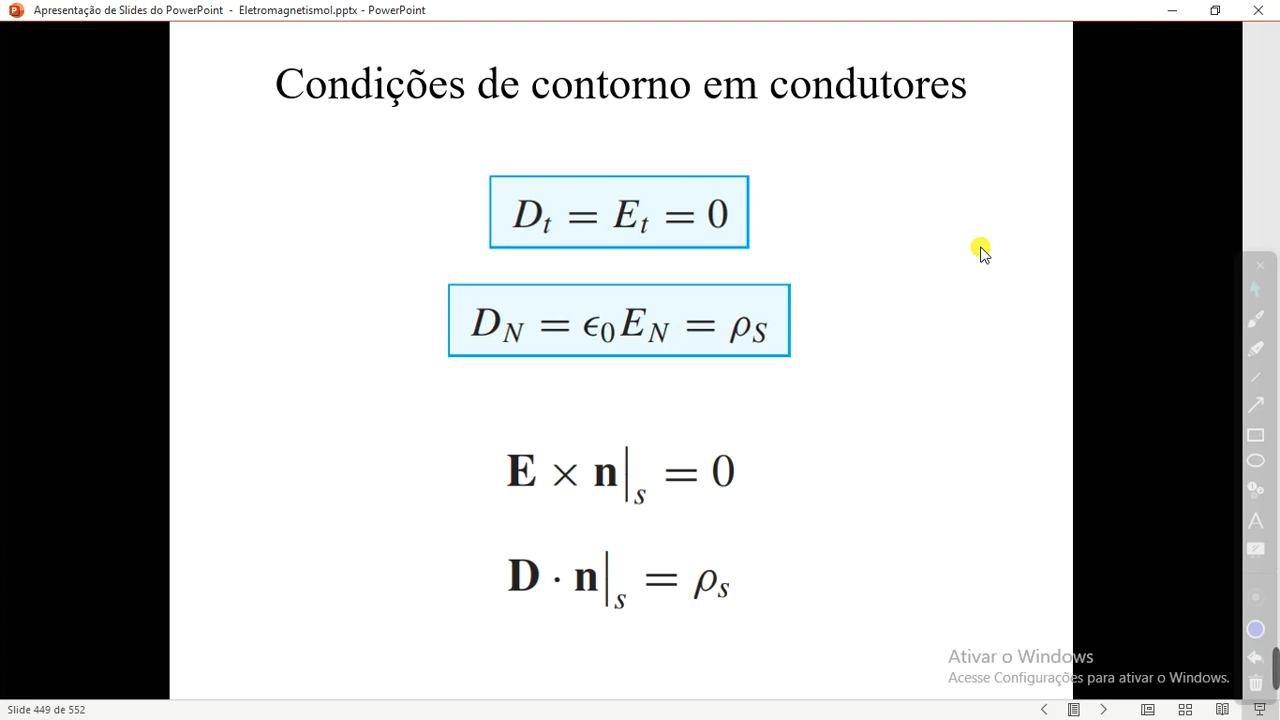 Apresentação de Slides do PowerPoint - Eletromagnetismol.pptx - PowerPoint
Condições de contorno em condutores
D_t = E_t = 0
D_N = ϵ_0 E_N = ρ_S
E × n|_s = 0
D · n|_s = ρ_s
Ativar o Windows
Acesse Configurações para ativar o Windows.
Slide 449 de 552